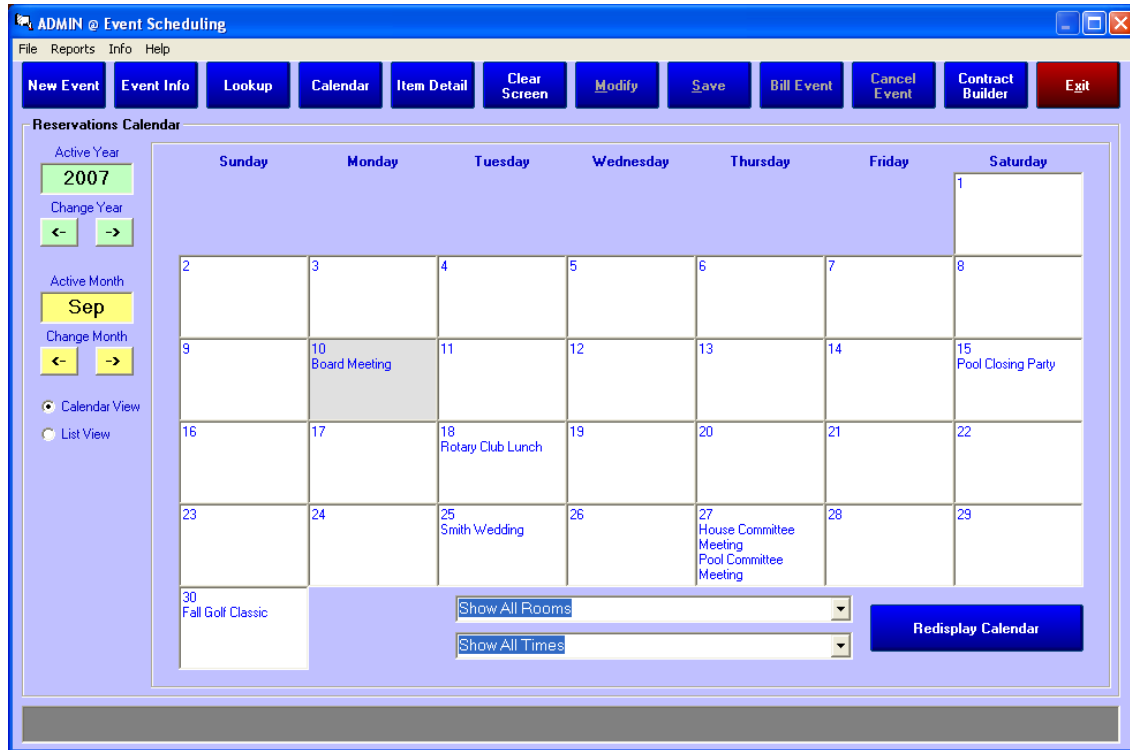 ADMIN @ Event Scheduling
File Reports Info Help
New Event Event Info Lookup Calendar Item Detail Clear Screen Modify Save Bill Event Cancel Event Contract Builder Exit
Reservations Calendar
Active Year
2007
Change Year
<- ->
Active Month
Sep
Change Month
<- ->
Calendar View
List View
Sunday Monday Tuesday Wednesday Thursday Friday Saturday
1
2 3 4 5 6 7 8
9 10 11 12 13 14 15
Board Meeting Pool Closing Party
16 17 18 19 20 21 22
Rotary Club Lunch
23 24 25 26 27 28 29
Smith Wedding House Committee
Meeting
Pool Committee
Meeting
30
Fall Golf Classic
Show All Rooms
Show All Times
Redisplay Calendar